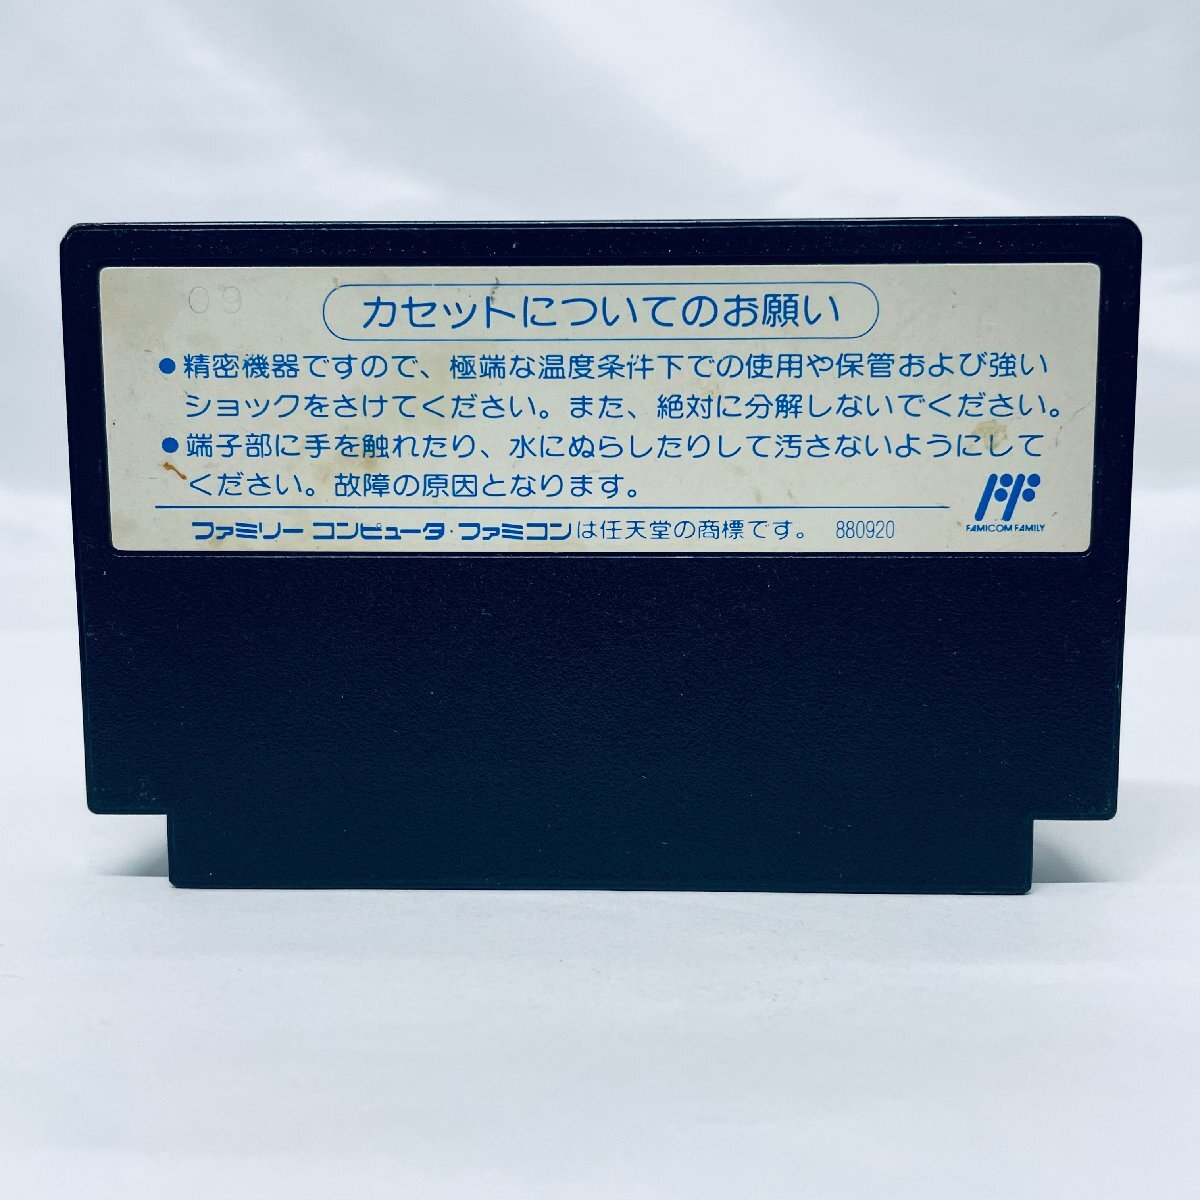 09
カセットについてのお願い
●精密機器ですので、極端な温度条件下での使用や保管および強い
ショックをさけてください。また、絶対に分解しないでください。
●端子部に手を触れたり、水にぬらしたりして汚さないようにして
ください。故障の原因となります。
ファミリー コンピュータ・ファミコンは任天堂の商標です。 880920
FAMICOM FAMILY